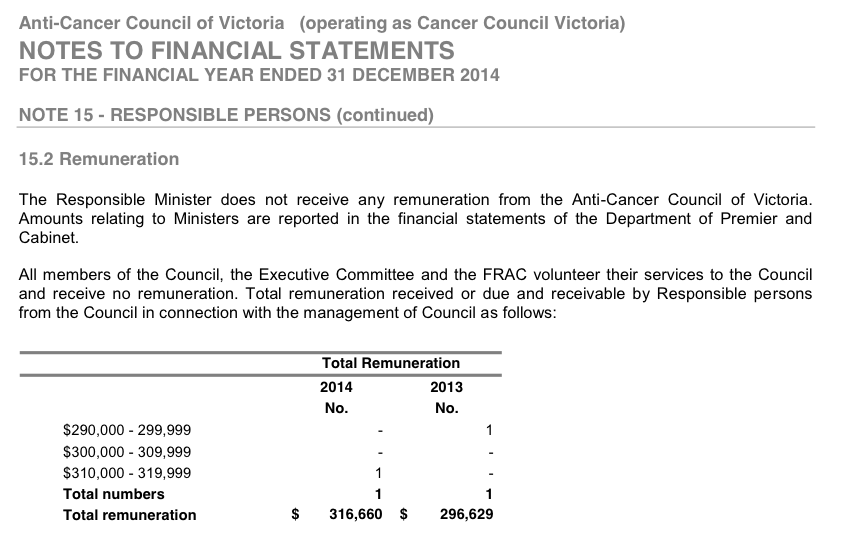 Anti-Cancer Council of Victoria (operating as Cancer Council Victoria)
NOTES TO FINANCIAL STATEMENTS
FOR THE FINANCIAL YEAR ENDED 31 DECEMBER 2014
NOTE 15 - RESPONSIBLE PERSONS (continued)
15.2 Remuneration
The Responsible Minister does not receive any remuneration from the Anti-Cancer Council of Victoria.
Amounts relating to Ministers are reported in the financial statements of the Department of Premier and
Cabinet.
All members of the Council, the Executive Committee and the FRAC volunteer their services to the Council
and receive no remuneration. Total remuneration received or due and receivable by Responsible persons
from the Council in connection with the management of Council as follows:
Total Remuneration
2014 2013
No. No.
$290,000 - 299,999 - 1
$300,000 - 309,999 - -
$310,000 - 319,999 1 -
Total numbers 1 1
Total remuneration $ 316,660 $ 296,629